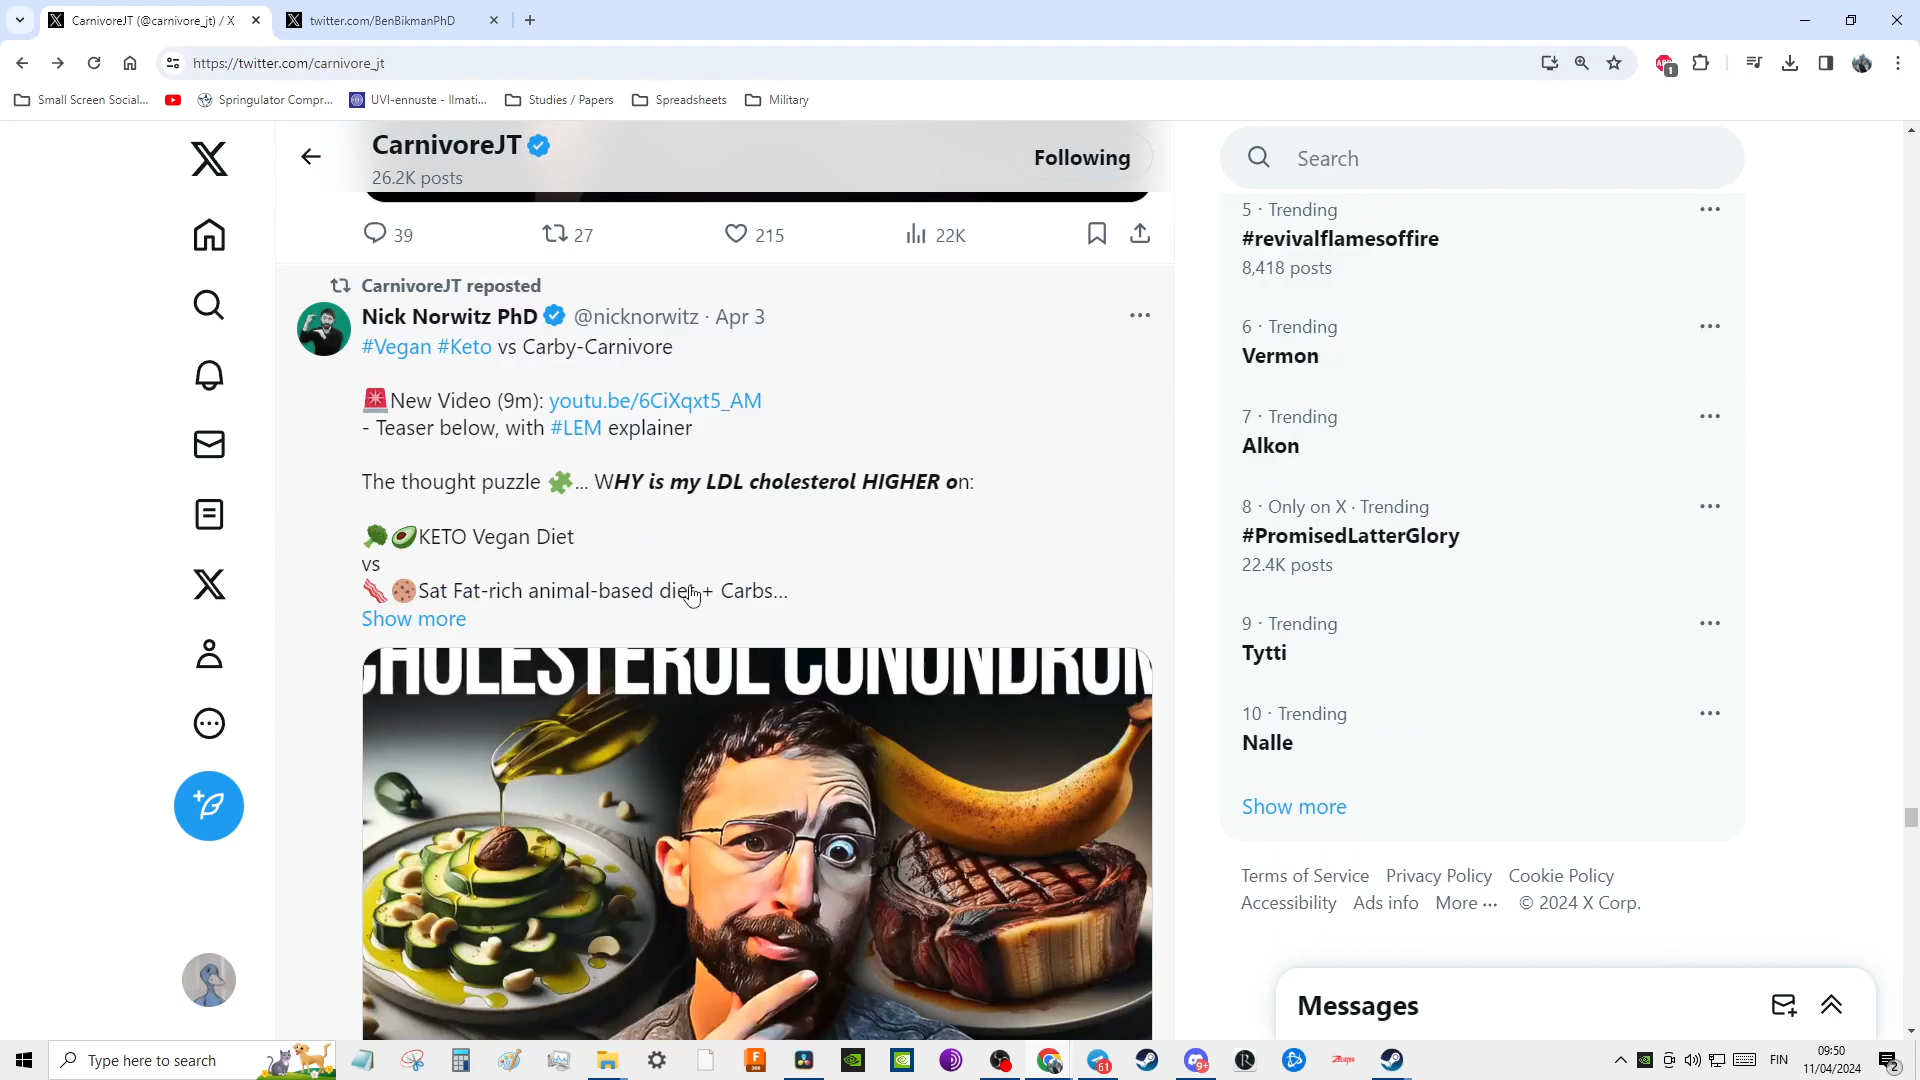 CarnivoreJT (@carnivore_jt) / X
twitter.com/BenBikmanPhD
https://twitter.com/carnivore_jt
ABP
1
Small Screen Social...
Springulator Compr...
UVI-ennuste - Ilmati...
Studies / Papers
Spreadsheets
Military
CarnivoreJT
26.2K posts
Following
39
27
215
22K
CarnivoreJT reposted
Nick Norwitz PhD @nicknorwitz · Apr 3
#Vegan #Keto vs Carby-Carnivore
🚨New Video (9m): youtu.be/6CiXqxt5_AM
- Teaser below, with #LEM explainer
The thought puzzle 🧩... WHY is my LDL cholesterol HIGHER on:
🥦🥑KETO Vegan Diet
vs
🥓🍪Sat Fat-rich animal-based diet + Carbs...
Show more
CHOLESTEROL CONUNDRUM
Search
5 · Trending
#revivalflamesoffire
8,418 posts
6 · Trending
Vermon
7 · Trending
Alkon
8 · Only on X · Trending
#PromisedLatterGlory
22.4K posts
9 · Trending
Tytti
10 · Trending
Nalle
Show more
Terms of Service Privacy Policy Cookie Policy
Accessibility Ads info More ··· © 2024 X Corp.
Messages
Type here to search
61
9+
FIN
09:50
11/04/2024
2